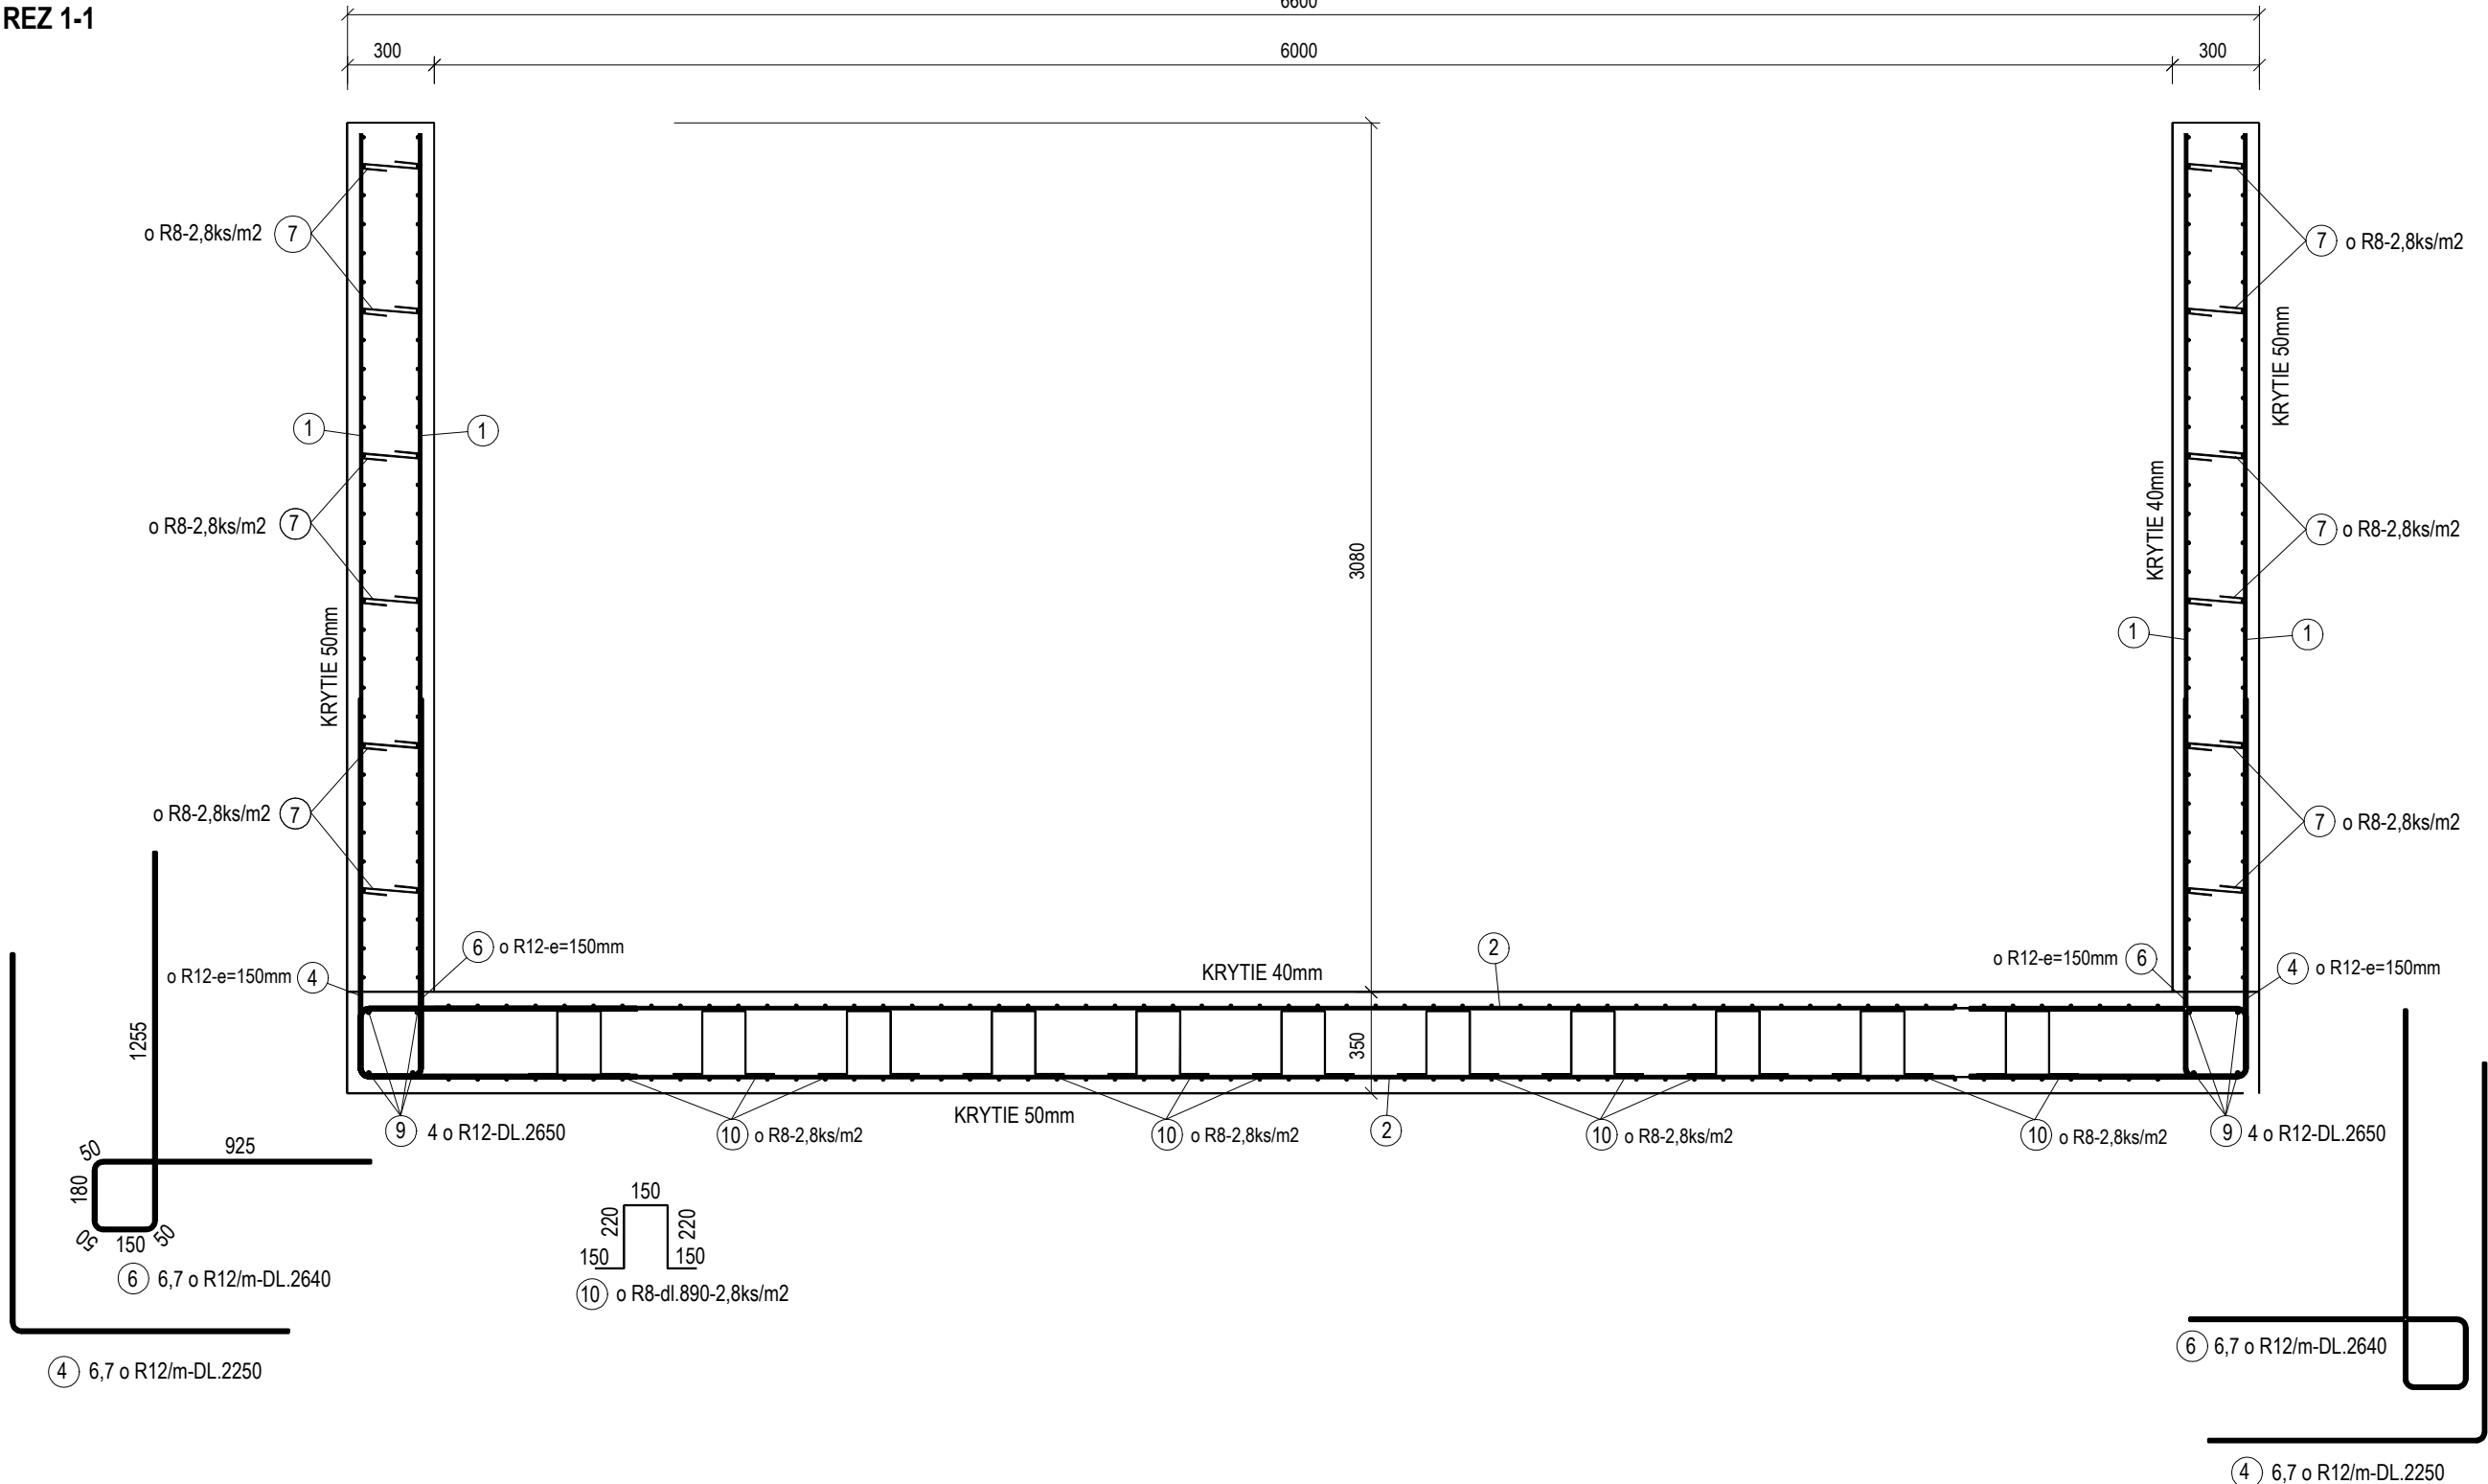 REZ 1-1
6600
300
6000
300
o R8-2,8ks/m2 7
7 o R8-2,8ks/m2
KRYTIE 50mm
1
1
KRYTIE 40mm
o R8-2,8ks/m2 7
7 o R8-2,8ks/m2
3080
KRYTIE 50mm
1
1
o R8-2,8ks/m2 7
7 o R8-2,8ks/m2
6 o R12-e=150mm
2
o R12-e=150mm 6
o R12-e=150mm 4
KRYTIE 40mm
4 o R12-e=150mm
1255
350
KRYTIE 50mm
9 4 o R12-DL.2650
10 o R8-2,8ks/m2
10 o R8-2,8ks/m2
2
10 o R8-2,8ks/m2
10 o R8-2,8ks/m2
9 4 o R12-DL.2650
50
925
180
50
150
50
6 6,7 o R12/m-DL.2640
150
220
220
150
150
10 o R8-dl.890-2,8ks/m2
4 6,7 o R12/m-DL.2250
6 6,7 o R12/m-DL.2640
4 6,7 o R12/m-DL.2250